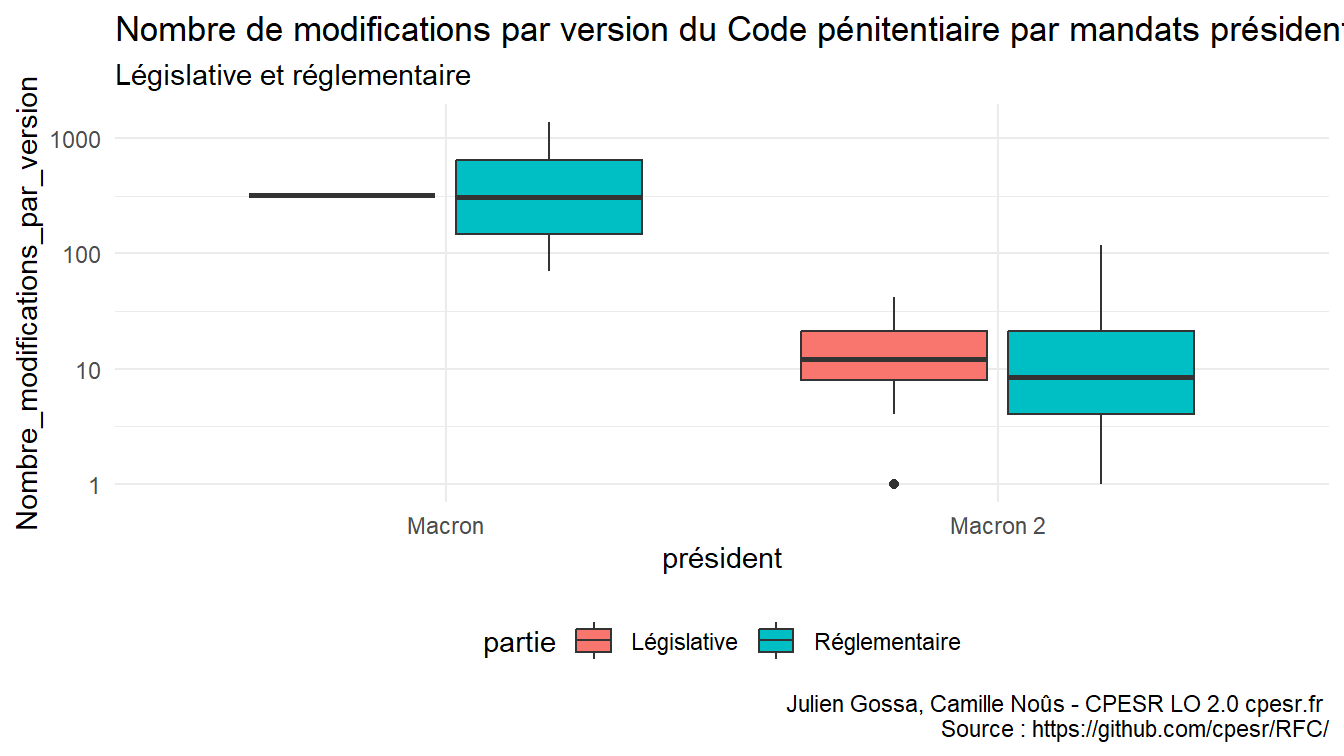 Nombre de modifications par version du Code pénitentiaire par mandats président
Législative et réglementaire
Nombre_modifications_par_version
1000
100
10
1
Macron
Macron 2
président
partie
Législative
Réglementaire
Julien Gossa, Camille Noûs - CPESR LO 2.0 cpesr.fr
Source : https://github.com/cpesr/RFC/